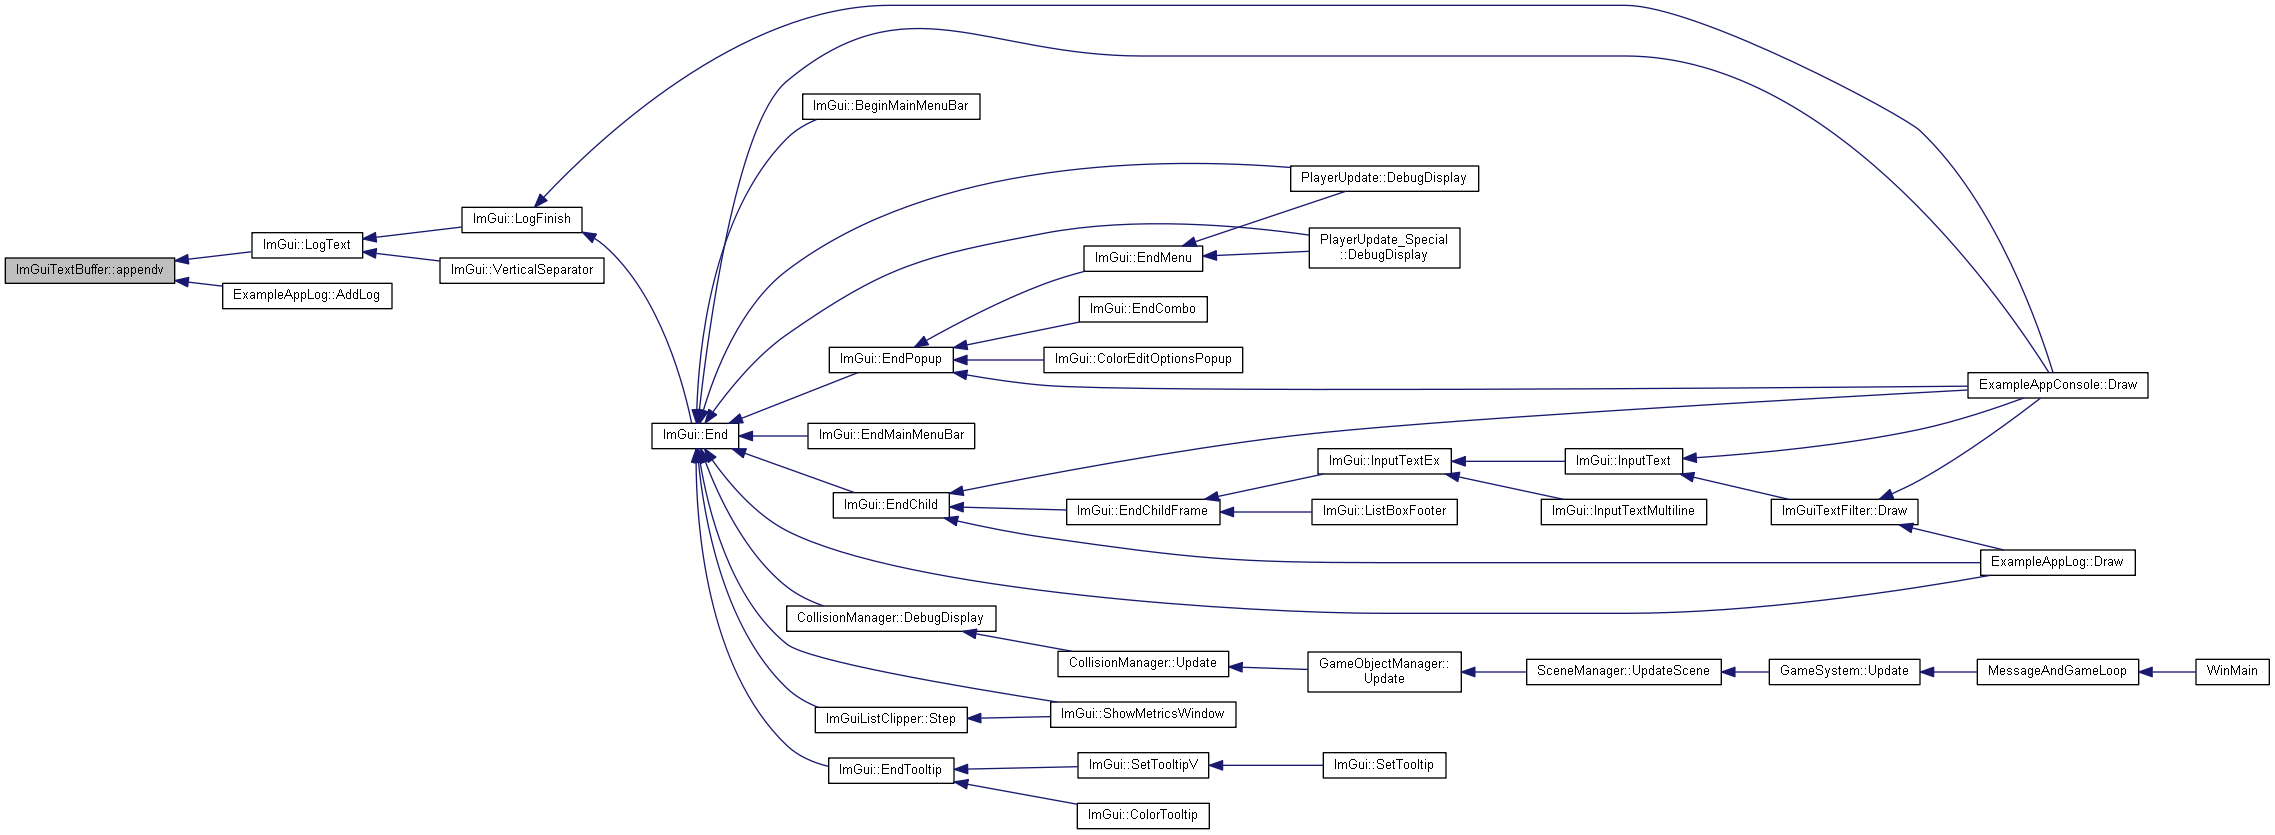 ImGui::BeginMainMenuBar
PlayerUpdate::DebugDisplay
ImGui::LogFinish
PlayerUpdate_Special
::DebugDisplay
ImGui::LogText
ImGui::EndMenu
ImGuiTextBuffer::appendv
ImGui::VerticalSeparator
ExampleAppLog::AddLog
ImGui::EndCombo
ImGui::EndPopup
ImGui::ColorEditOptionsPopup
ExampleAppConsole::Draw
ImGui::End
ImGui::EndMainMenuBar
ImGui::InputTextEx
ImGui::InputText
ImGui::EndChild
ImGui::EndChildFrame
ImGui::ListBoxFooter
ImGui::InputTextMultiline
ImGuiTextFilter::Draw
ExampleAppLog::Draw
CollisionManager::DebugDisplay
CollisionManager::Update
GameObjectManager::
Update
SceneManager::UpdateScene
GameSystem::Update
MessageAndGameLoop
WinMain
ImGuiListClipper::Step
ImGui::ShowMetricsWindow
ImGui::EndTooltip
ImGui::SetTooltipV
ImGui::SetTooltip
ImGui::ColorTooltip